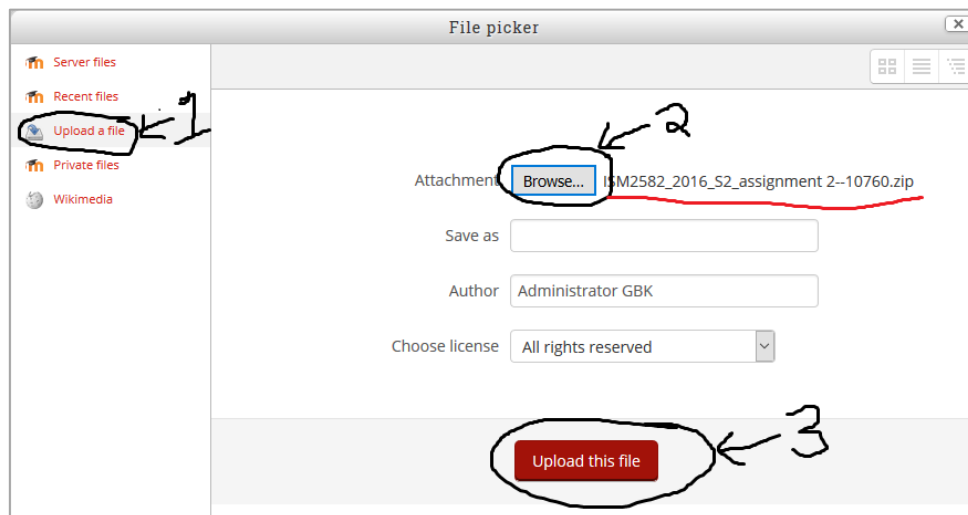 File picker
Server files
Recent files
Upload a file
Private files
Wikimedia
1
2
Attachment Browse... ISM2582_2016_S2_assignment 2--10760.zip
Save as
Author Administrator GBK
Choose license All rights reserved
Upload this file
3